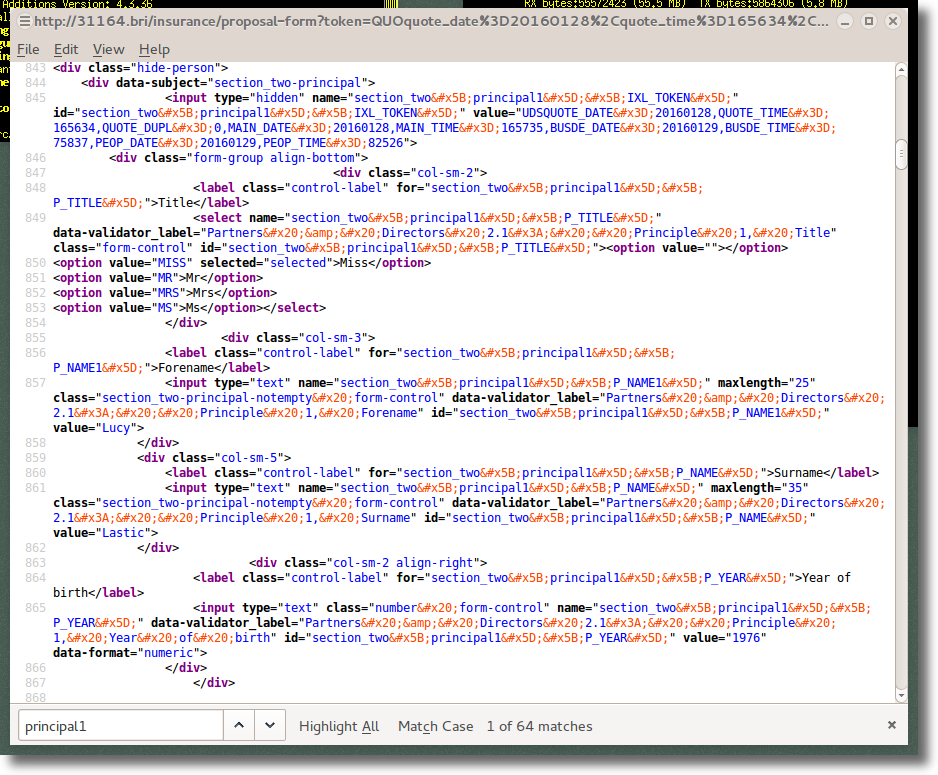 Additions Version: 4.3.36
RX bytes:55572423 (55.5 MB) TX bytes:5864306 (5.8 MB)
http://31164.bri/insurance/proposal-form?token=QUOquote_date%3D20160128%2Cquote_time%3D165634%2C...
File Edit View Help
843 <div class="hide-person">
844 <div data-subject="section_two-principal">
845 <input type="hidden" name="section_two&#x5B;principal1&#x5D;&#x5B;IXL_TOKEN&#x5D;"
id="section_two&#x5B;principal1&#x5D;&#x5B;IXL_TOKEN&#x5D;" value="UDSQUOTE_DATE&#x3D;20160128,QUOTE_TIME&#x3D;
165634,QUOTE_DUPL&#x3D;0,MAIN_DATE&#x3D;20160128,MAIN_TIME&#x3D;165735,BUSDE_DATE&#x3D;20160129,BUSDE_TIME&#x3D;
75837,PEOP_DATE&#x3D;20160129,PEOP_TIME&#x3D;82526">
846 <div class="form-group align-bottom">
847 <div class="col-sm-2">
848 <label class="control-label" for="section_two&#x5B;principal1&#x5D;&#x5B;
P_TITLE&#x5D;">Title</label>
849 <select name="section_two&#x5B;principal1&#x5D;&#x5B;P_TITLE&#x5D;"
data-validator_label="Partners&#x20;&amp;&#x20;Directors&#x20;2.1&#x3A;&#x20;&#x20;Principle&#x20;1,&#x20;Title"
class="form-control" id="section_two&#x5B;principal1&#x5D;&#x5B;P_TITLE&#x5D;"><option value=""></option>
850 <option value="MISS" selected="selected">Miss</option>
851 <option value="MR">Mr</option>
852 <option value="MRS">Mrs</option>
853 <option value="MS">Ms</option></select>
854 </div>
855 <div class="col-sm-3">
856 <label class="control-label" for="section_two&#x5B;principal1&#x5D;&#x5B;
P_NAME1&#x5D;">Forename</label>
857 <input type="text" name="section_two&#x5B;principal1&#x5D;&#x5B;P_NAME1&#x5D;" maxlength="25"
class="section_two-principal-notempty&#x20;form-control" data-validator_label="Partners&#x20;&amp;&#x20;Directors&#x20;
2.1&#x3A;&#x20;&#x20;Principle&#x20;1,&#x20;Forename" id="section_two&#x5B;principal1&#x5D;&#x5B;P_NAME1&#x5D;"
value="Lucy">
858 </div>
859 <div class="col-sm-5">
860 <label class="control-label" for="section_two&#x5B;principal1&#x5D;&#x5B;P_NAME&#x5D;">Surname</label>
861 <input type="text" name="section_two&#x5B;principal1&#x5D;&#x5B;P_NAME&#x5D;" maxlength="35"
class="section_two-principal-notempty&#x20;form-control" data-validator_label="Partners&#x20;&amp;&#x20;Directors&#x20;
2.1&#x3A;&#x20;&#x20;Principle&#x20;1,&#x20;Surname" id="section_two&#x5B;principal1&#x5D;&#x5B;P_NAME&#x5D;"
value="Lastic">
862 </div>
863 <div class="col-sm-2 align-right">
864 <label class="control-label" for="section_two&#x5B;principal1&#x5D;&#x5B;P_YEAR&#x5D;">Year of
birth</label>
865 <input type="text" class="number&#x20;form-control" name="section_two&#x5B;principal1&#x5D;&#x5B;
P_YEAR&#x5D;" data-validator_label="Partners&#x20;&amp;&#x20;Directors&#x20;2.1&#x3A;&#x20;&#x20;Principle&#x20;
1,&#x20;Year&#x20;of&#x20;birth" id="section_two&#x5B;principal1&#x5D;&#x5B;P_YEAR&#x5D;" value="1976"
data-format="numeric">
866 </div>
867 </div>
868
principal1 Highlight All Match Case 1 of 64 matches